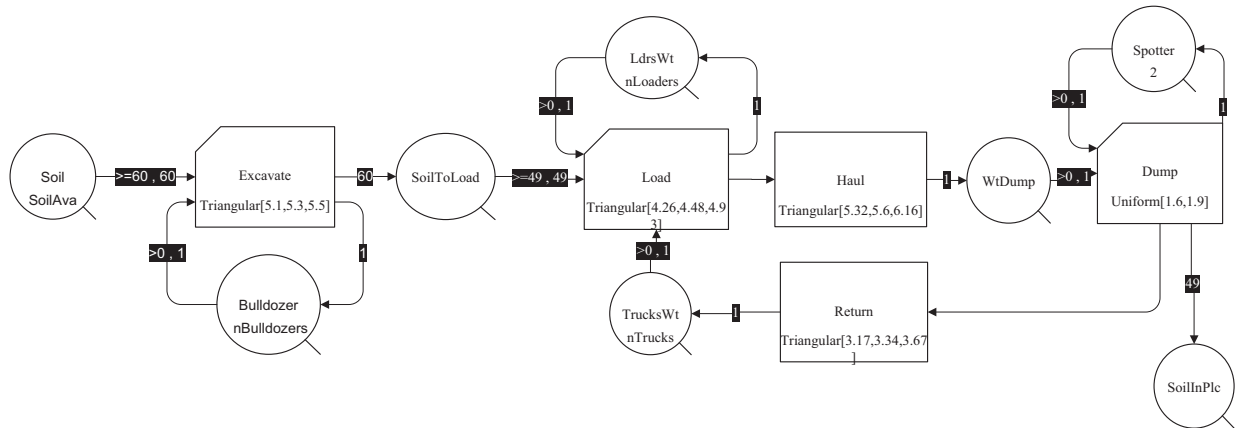 Soil
SoilAva
>=60 , 60
Excavate
Triangular[5.1,5.3,5.5]
>0 , 1
1
Bulldozer
nBulldozers
60
SoilToLoad
>=49 , 49
LdrsWt
nLoaders
>0 , 1
1
Load
Triangular[4.26,4.48,4.9
3]
>0 , 1
TrucksWt
nTrucks
Haul
Triangular[5.32,5.6,6.16]
1
WtDump
>0 , 1
Spotter
2
>0 , 1
1
Dump
Uniform[1.6,1.9]
49
SoilInPlc
Return
Triangular[3.17,3.34,3.67
]
1